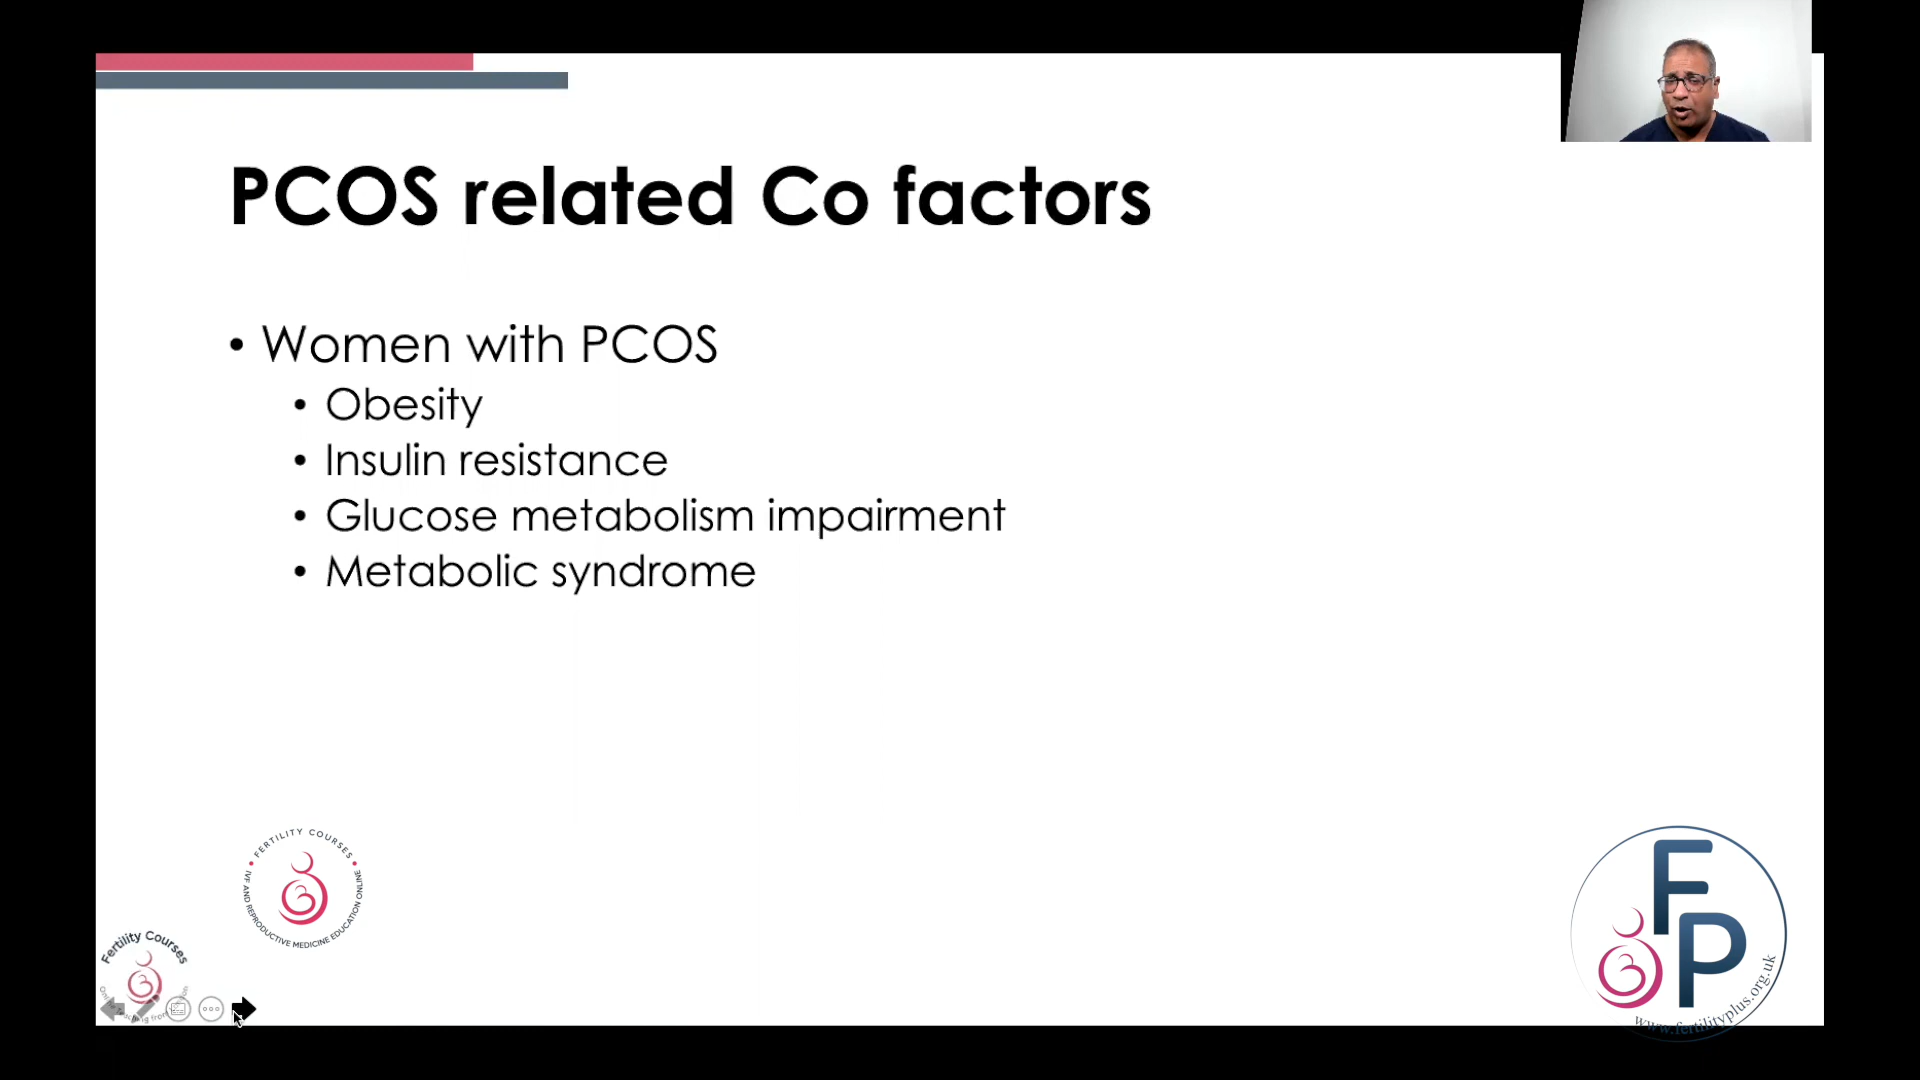 PCOS related Co factors
• Women with PCOS
• Obesity
• Insulin resistance
• Glucose metabolism impairment
• Metabolic syndrome
FERTILITY COURSES
IVF AND REPRODUCTIVE MEDICINE EDUCATION ONLINE
Fertility Courses
FP
www.fertilityplus.org.uk